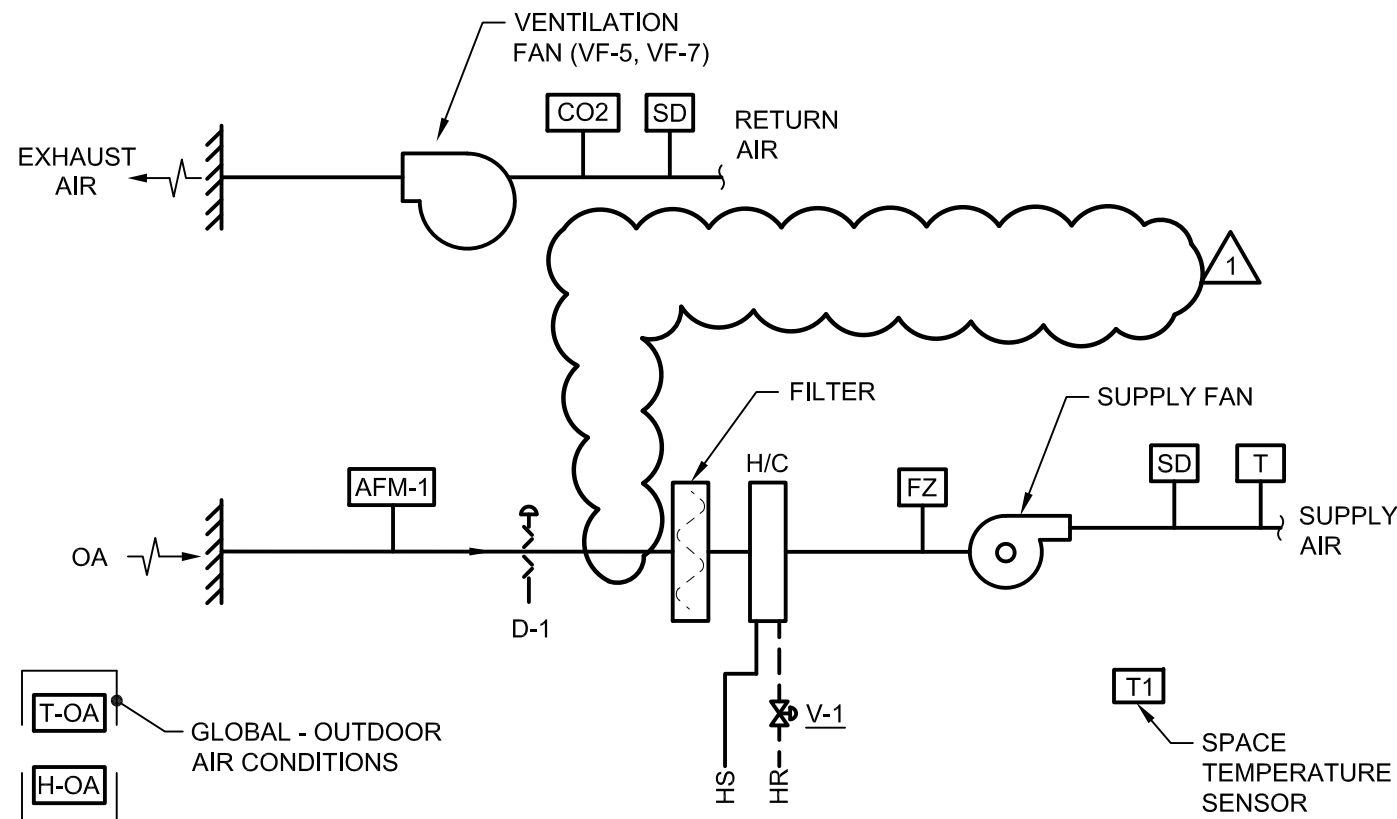 VENTILATION
FAN (VF-5, VF-7)
CO2
SD
RETURN
AIR
EXHAUST
AIR
1
FILTER
SUPPLY FAN
H/C
AFM-1
FZ
SD
T
SUPPLY
AIR
OA
D-1
T-OA
GLOBAL - OUTDOOR
AIR CONDITIONS
H-OA
V-1
HS
HR
T1
SPACE
TEMPERATURE
SENSOR